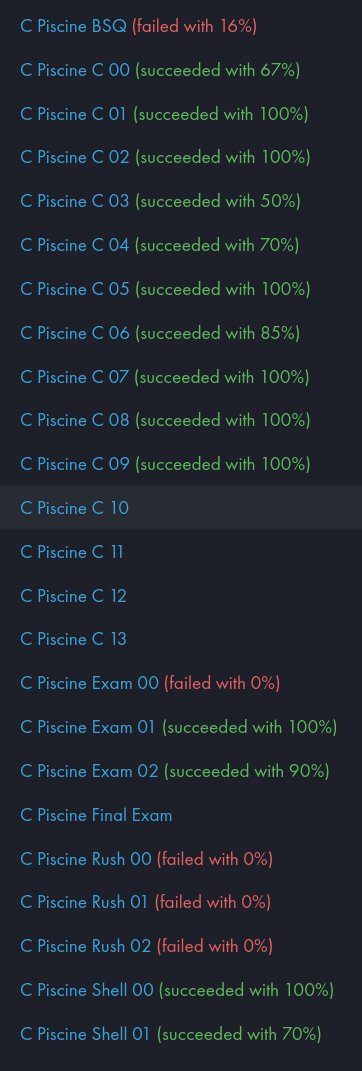 C Piscine BSQ (failed with 16%)
C Piscine C 00 (succeeded with 67%)
C Piscine C 01 (succeeded with 100%)
C Piscine C 02 (succeeded with 100%)
C Piscine C 03 (succeeded with 50%)
C Piscine C 04 (succeeded with 70%)
C Piscine C 05 (succeeded with 100%)
C Piscine C 06 (succeeded with 85%)
C Piscine C 07 (succeeded with 100%)
C Piscine C 08 (succeeded with 100%)
C Piscine C 09 (succeeded with 100%)
C Piscine C 10
C Piscine C 11
C Piscine C 12
C Piscine C 13
C Piscine Exam 00 (failed with 0%)
C Piscine Exam 01 (succeeded with 100%)
C Piscine Exam 02 (succeeded with 90%)
C Piscine Final Exam
C Piscine Rush 00 (failed with 0%)
C Piscine Rush 01 (failed with 0%)
C Piscine Rush 02 (failed with 0%)
C Piscine Shell 00 (succeeded with 100%)
C Piscine Shell 01 (succeeded with 70%)